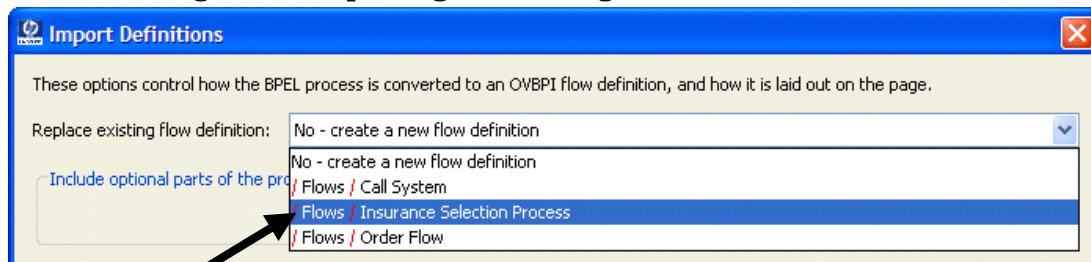 Import Definitions
These options control how the BPEL process is converted to an OVBPI flow definition, and how it is laid out on the page.
Replace existing flow definition: No - create a new flow definition
No - create a new flow definition
Include optional parts of the pro
/ Flows / Call System
/ Flows / Insurance Selection Process
/ Flows / Order Flow